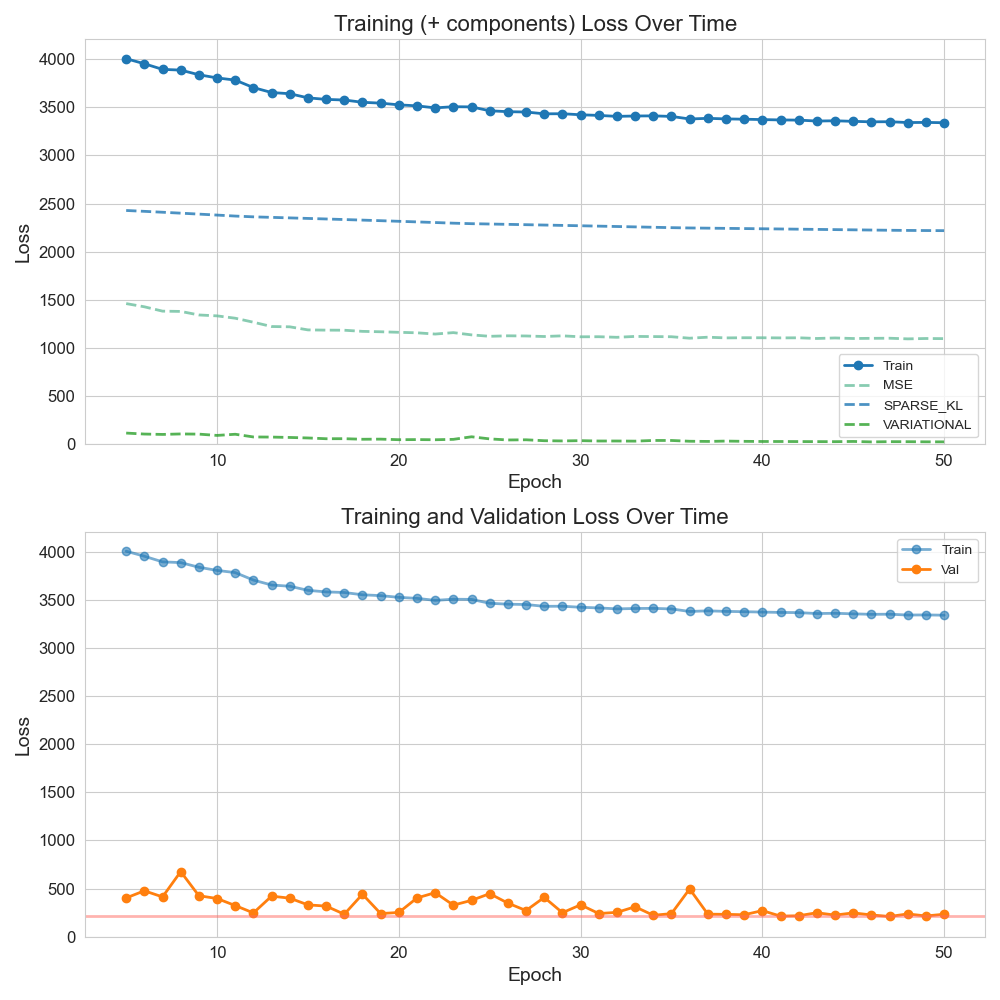 Training (+ components) Loss Over Time
4000
3500
3000
2500
2000
1500
1000
500
0
Loss
10
20
30
40
50
Epoch
Train
MSE
SPARSE_KL
VARIATIONAL
Training and Validation Loss Over Time
4000
3500
3000
2500
2000
1500
1000
500
0
Loss
10
20
30
40
50
Epoch
Train
Val